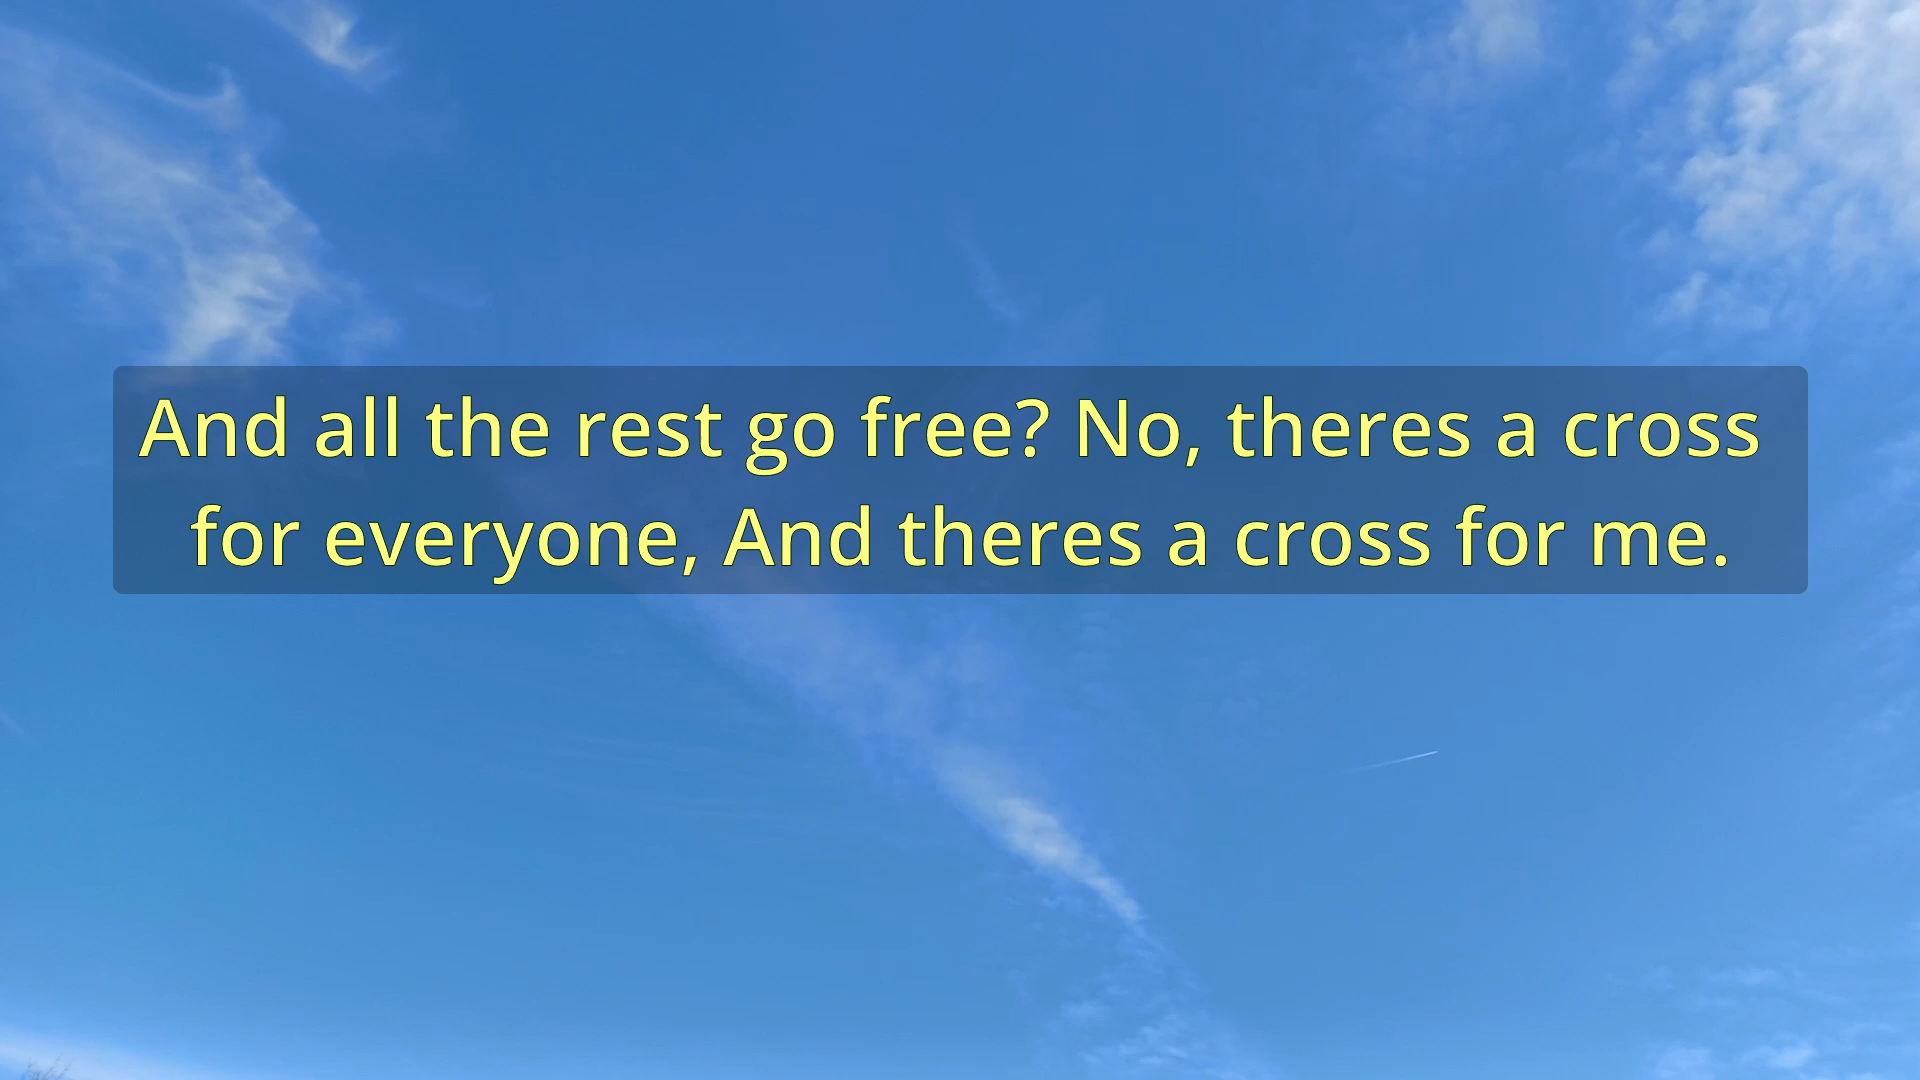 And all the rest go free? No, theres a cross
for everyone, And theres a cross for me.